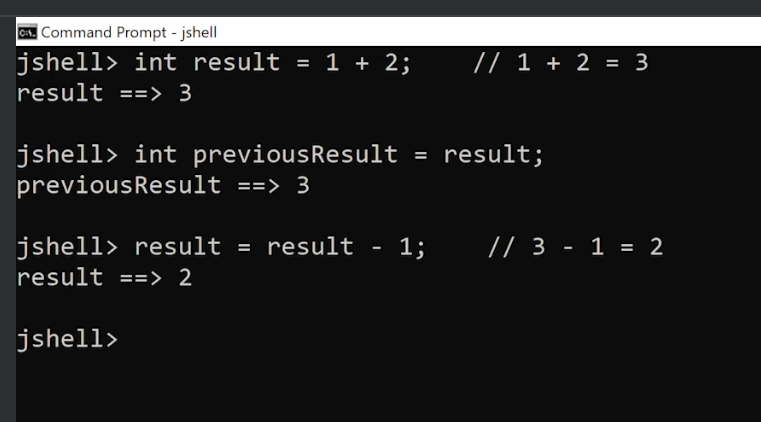 Command Prompt - jshell
jshell> int result = 1 + 2;    // 1 + 2 = 3
result ==> 3
jshell> int previousResult = result;
previousResult ==> 3
jshell> result = result - 1;    // 3 - 1 = 2
result ==> 2
jshell>